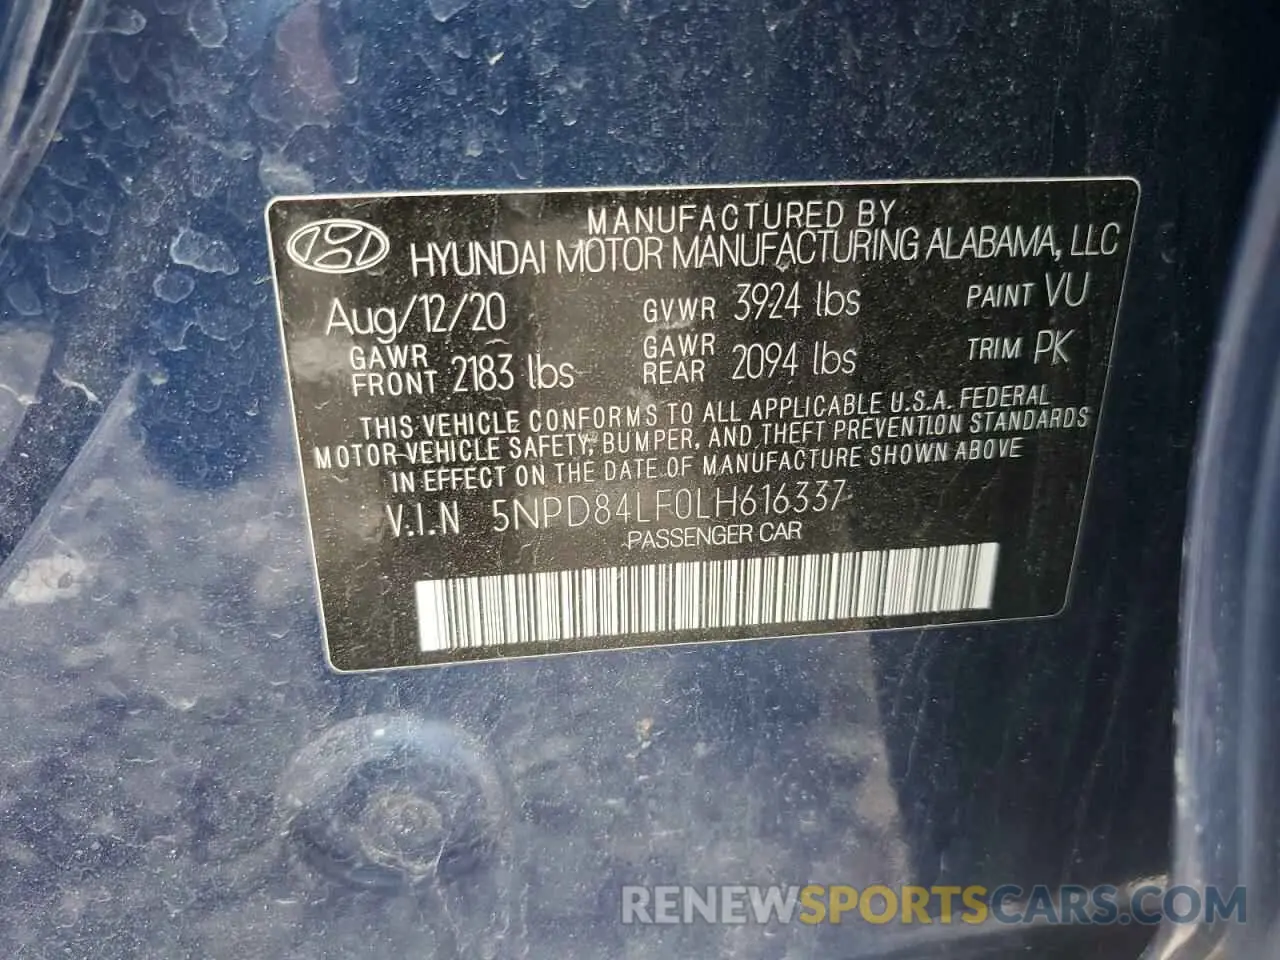 MANUFACTURED BY
HYUNDAI MOTOR MANUFACTURING ALABAMA, LLC
Aug/12/20 GVWR 3924 lbs PAINT VU
GAWR FRONT 2183 lbs GAWR REAR 2094 lbs TRIM PK
THIS VEHICLE CONFORMS TO ALL APPLICABLE U.S.A. FEDERAL
MOTOR VEHICLE SAFETY, BUMPER, AND THEFT PREVENTION STANDARDS
IN EFFECT ON THE DATE OF MANUFACTURE SHOWN ABOVE
V.I.N 5NPD84LF0LH616337
PASSENGER CAR
RENEWSPORTSCARS.COM